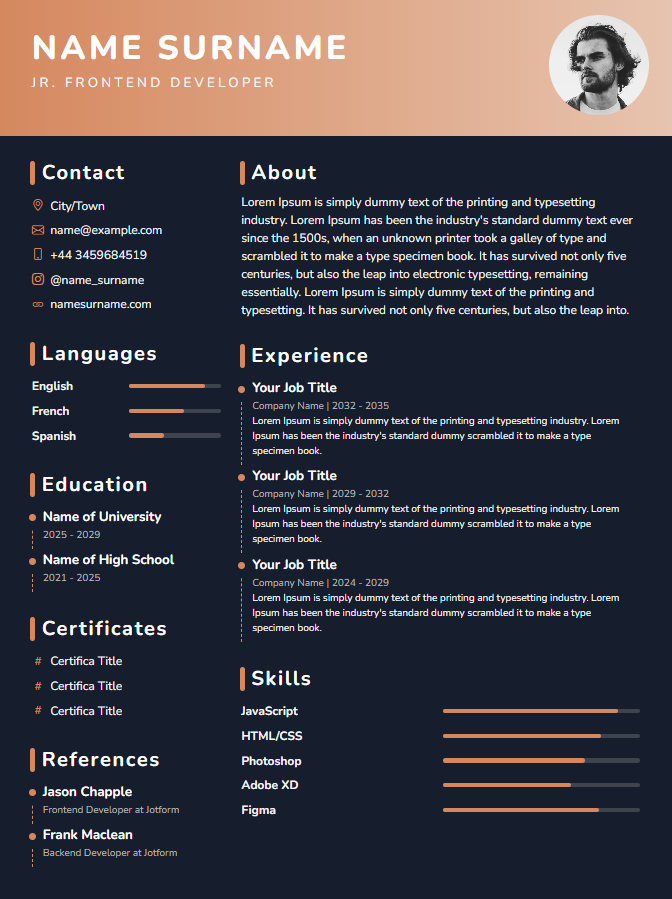 NAME SURNAME
JR. FRONTEND DEVELOPER
Contact
City/Town
name@example.com
+44 3459684519
@name_surname
namesurname.com
Languages
English
French
Spanish
Education
Name of University
2025 - 2029
Name of High School
2021 - 2025
Certificates
# Certifica Title
# Certifica Title
# Certifica Title
References
Jason Chapple
Frontend Developer at Jotform
Frank Maclean
Backend Developer at Jotform
About
Lorem Ipsum is simply dummy text of the printing and typesetting
industry. Lorem Ipsum has been the industry's standard dummy text ever
since the 1500s, when an unknown printer took a galley of type and
scrambled it to make a type specimen book. It has survived not only five
centuries, but also the leap into electronic typesetting, remaining
essentially. Lorem Ipsum is simply dummy text of the printing and
typesetting. It has survived not only five centuries, but also the leap into.
Experience
Your Job Title
Company Name | 2032 - 2035
Lorem Ipsum is simply dummy text of the printing and typesetting industry. Lorem
Ipsum has been the industry's standard dummy scrambled it to make a type
specimen book.
Your Job Title
Company Name | 2029 - 2032
Lorem Ipsum is simply dummy text of the printing and typesetting industry. Lorem
Ipsum has been the industry's standard dummy scrambled it to make a type
specimen book.
Your Job Title
Company Name | 2024 - 2029
Lorem Ipsum is simply dummy text of the printing and typesetting industry. Lorem
Ipsum has been the industry's standard dummy scrambled it to make a type
specimen book.
Skills
JavaScript
HTML/CSS
Photoshop
Adobe XD
Figma